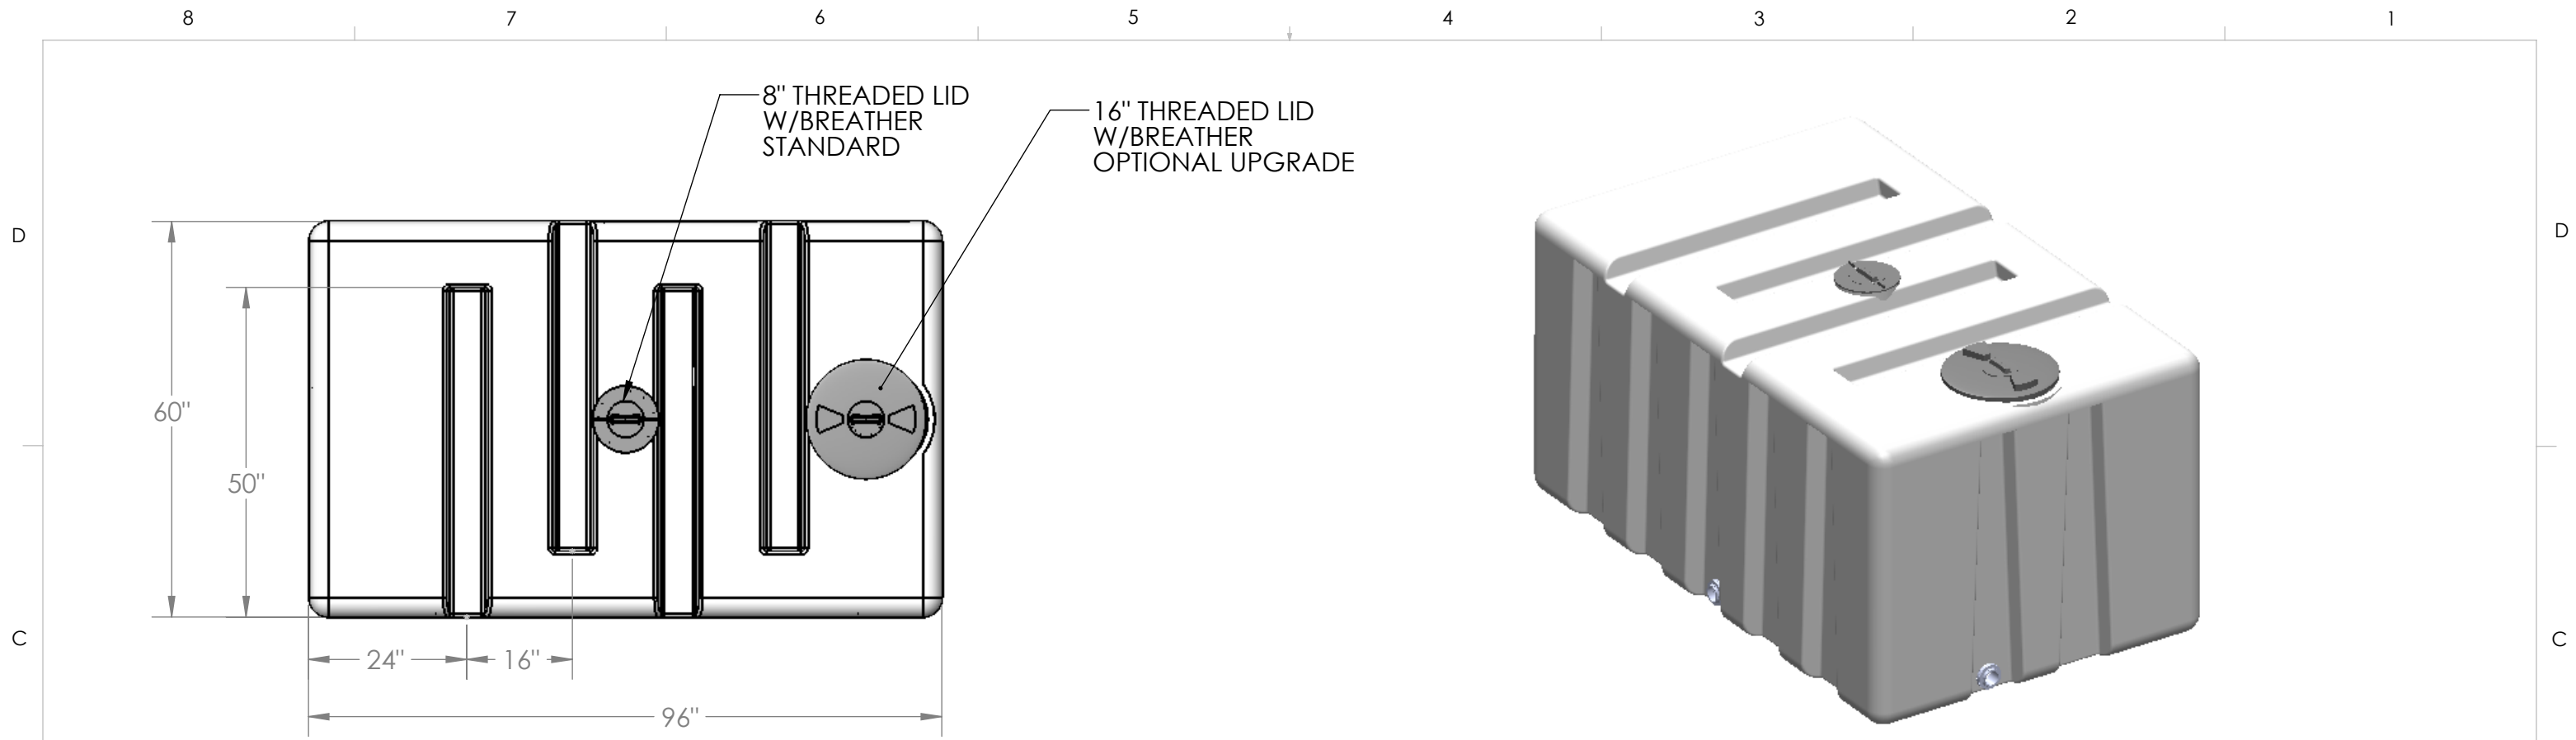 8 7 6 5 4 3 2 1
8" THREADED LID
W/BREATHER
STANDARD
16" THREADED LID
W/BREATHER
OPTIONAL UPGRADE
D D
60"
50"
C C
24" 16"
96"